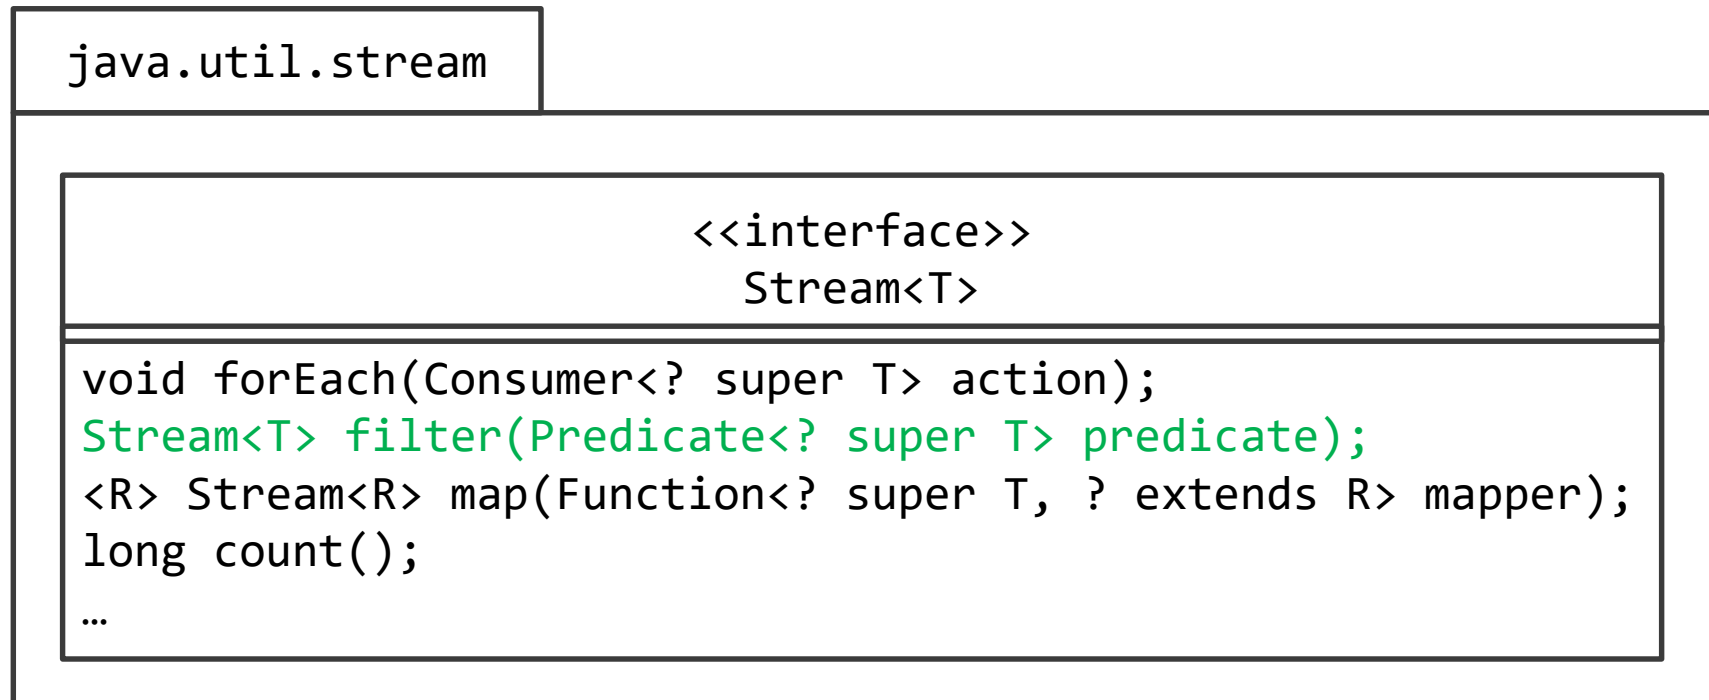 java.util.stream
<<interface>>
Stream<T>
void forEach(Consumer<? super T> action);
Stream<T> filter(Predicate<? super T> predicate);
<R> Stream<R> map(Function<? super T, ? extends R> mapper);
long count();
…